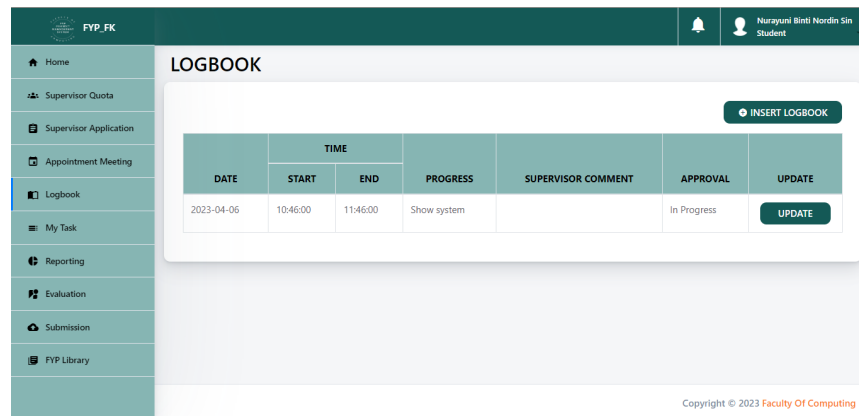 FYP_FK
Nurayuni Binti Nordin Sin
Student
Home
Supervisor Quota
Supervisor Application
Appointment Meeting
Logbook
My Task
Reporting
Evaluation
Submission
FYP Library
LOGBOOK
INSERT LOGBOOK
TIME
DATE START END PROGRESS SUPERVISOR COMMENT APPROVAL UPDATE
2023-04-06 10:46:00 11:46:00 Show system In Progress UPDATE
Copyright © 2023 Faculty Of Computing